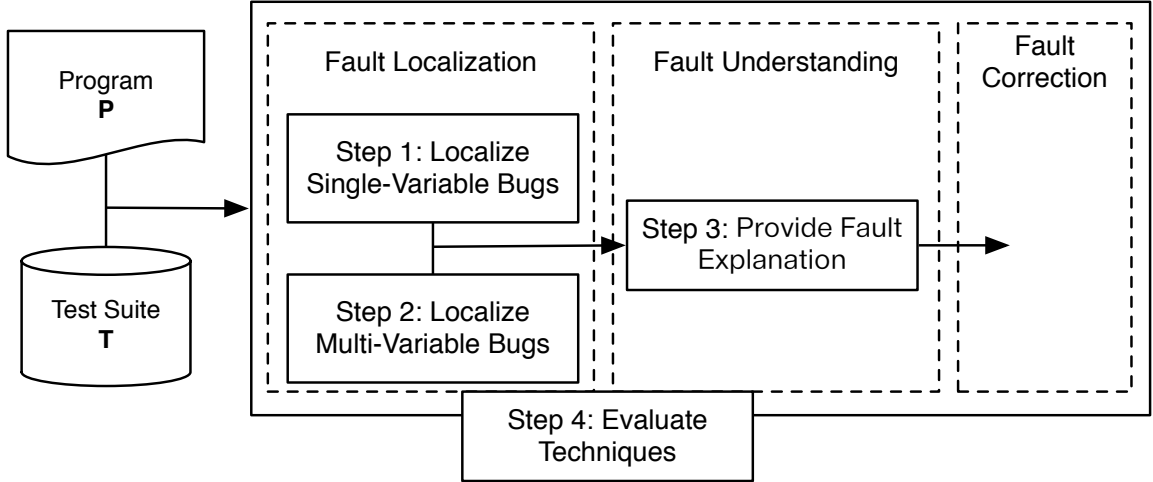 Program
P
Test Suite
T
Fault Localization
Step 1: Localize
Single-Variable Bugs
Step 2: Localize
Multi-Variable Bugs
Fault Understanding
Step 3: Provide Fault
Explanation
Fault
Correction
Step 4: Evaluate
Techniques